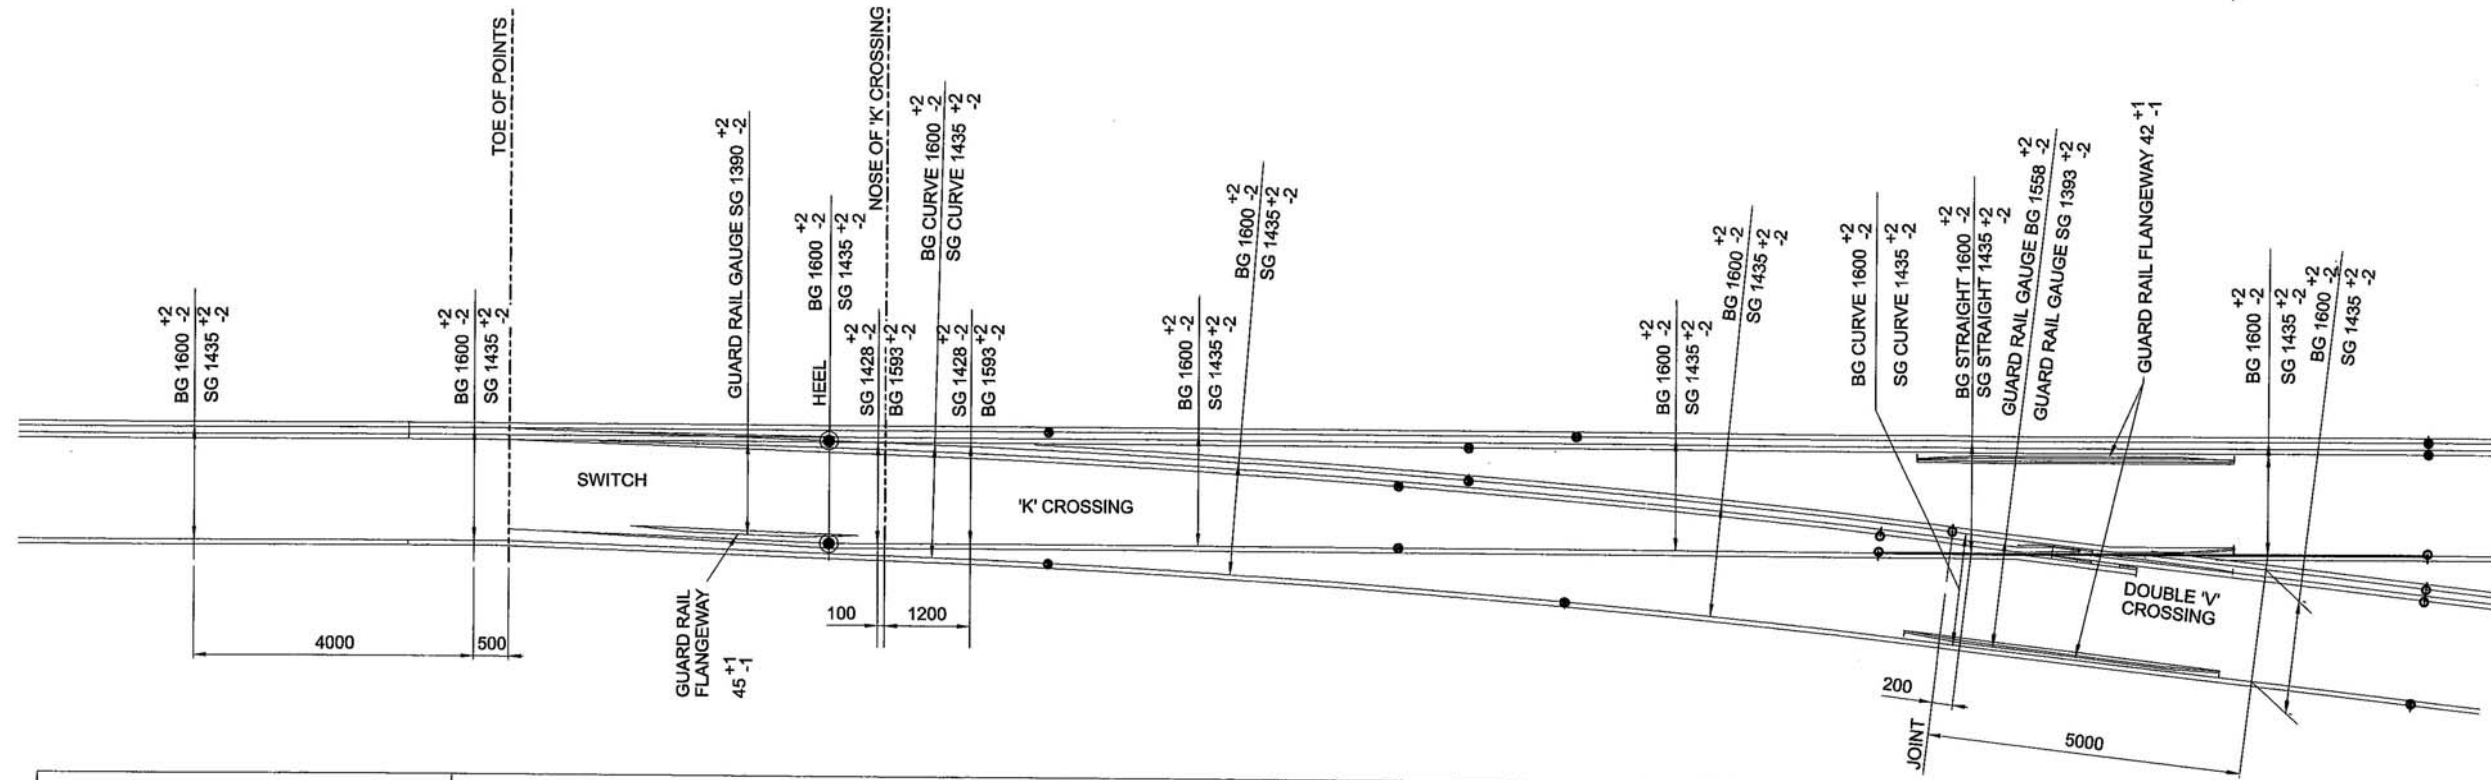 TOE OF POINTS
NOSE OF 'K' CROSSING
BG 1600 +2 -2
SG 1435 +2 -2
BG 1600 +2 -2
SG 1435 +2 -2
GUARD RAIL GAUGE SG 1390 +2 -2
HEEL
BG 1600 +2 -2
SG 1435 +2 -2
SG 1428 +2 -2
BG 1593 +2 -2
BG CURVE 1600 +2 -2
SG CURVE 1435 +2 -2
SG 1428 +2 -2
BG 1593 +2 -2
BG 1600 +2 -2
SG 1435 +2 -2
BG 1600 +2 -2
SG 1435 +2 -2
BG 1600 +2 -2
SG 1435 +2 -2
BG 1600 +2 -2
SG 1435 +2 -2
BG CURVE 1600 +2 -2
SG CURVE 1435 +2 -2
BG STRAIGHT 1600 +2 -2
SG STRAIGHT 1435 +2 -2
GUARD RAIL GAUGE BG 1558 +2 -2
GUARD RAIL GAUGE SG 1393 +2 -2
GUARD RAIL FLANGEWAY 42 +1 -1
BG 1600 +2 -2
SG 1435 +2 -2
BG 1600 +2 -2
SG 1435 +2 -2
SWITCH
'K' CROSSING
DOUBLE 'V'
CROSSING
GUARD RAIL
FLANGEWAY
45 +1 -1
4000
500
100
1200
200
JOINT
5000